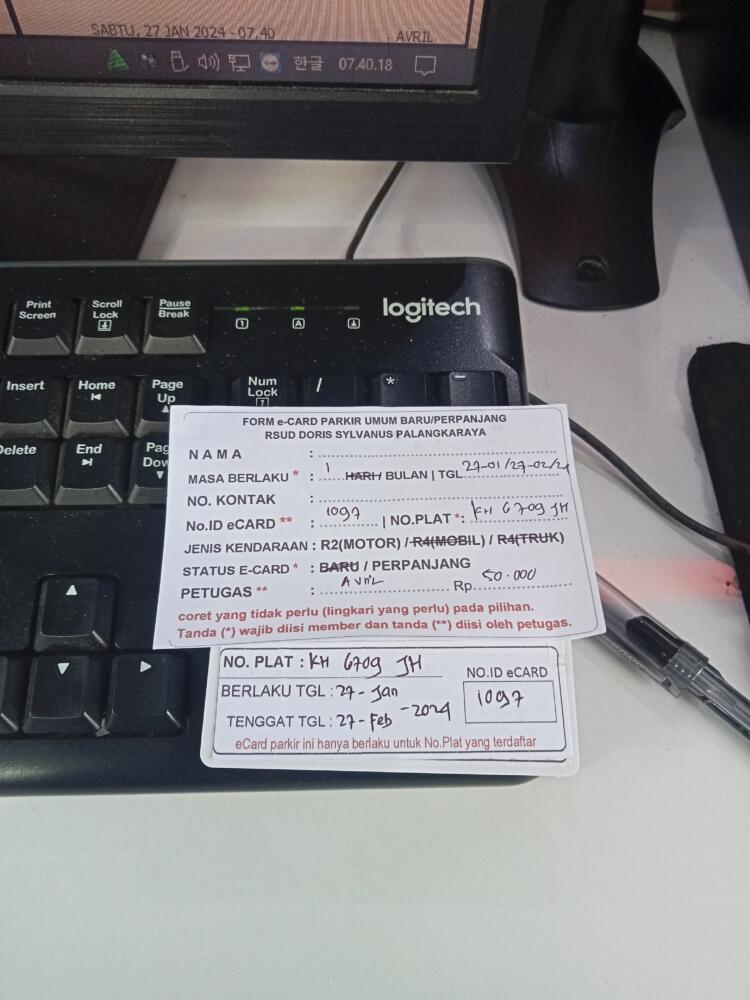 SABTU, 27 JAN 2024 - 07.40 AVRIL
한글 07.40.18
Print Screen
Scroll Lock
Pause Break
1 A
logitech
Insert
Home
Page Up
Num Lock
1
/
*
-
Delete
End
Page Dow
FORM e-CARD PARKIR UMUM BARU/PERPANJANG
RSUD DORIS SYLVANUS PALANGKARAYA
N A M A :
MASA BERLAKU * : 1 HARI/ BULAN | TGL 27-01/27-02/24
NO. KONTAK :
No.ID eCARD ** : 1097 | NO.PLAT *: KH 6709 JH
JENIS KENDARAAN : R2(MOTOR) / R4(MOBIL) / R4(TRUK)
STATUS E-CARD * : BARU / PERPANJANG
PETUGAS ** : Avril Rp. 50.000
coret yang tidak perlu (lingkari yang perlu) pada pilihan.
Tanda (*) wajib diisi member dan tanda (**) diisi oleh petugas.
NO. PLAT : KH 6709 JH
NO.ID eCARD
1097
BERLAKU TGL : 27 - Jan
TENGGAT TGL : 27 - Feb - 2024
eCard parkir ini hanya berlaku untuk No.Plat yang terdaftar